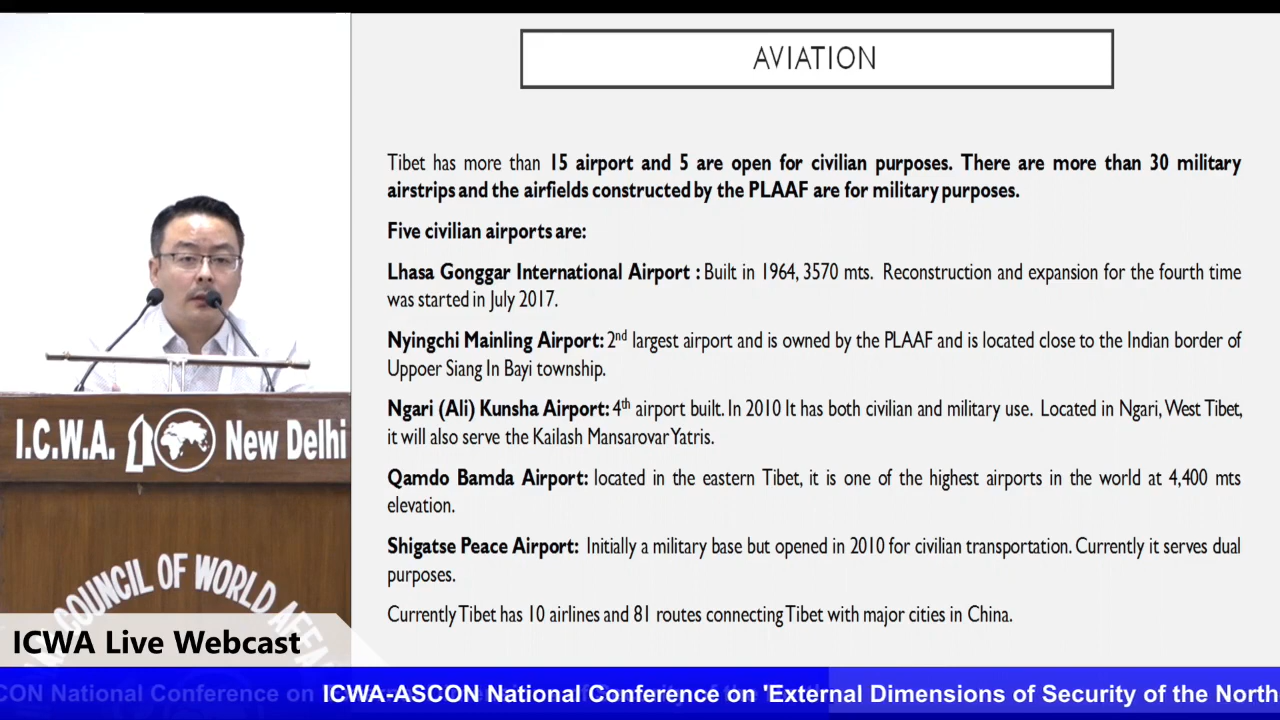 AVIATION
Tibet has more than 15 airport and 5 are open for civilian purposes. There are more than 30 military
airstrips and the airfields constructed by the PLAAF are for military purposes.
Five civilian airports are:
Lhasa Gonggar International Airport : Built in 1964, 3570 mts. Reconstruction and expansion for the fourth time
was started in July 2017.
Nyingchi Mainling Airport: 2nd largest airport and is owned by the PLAAF and is located close to the Indian border of
Uppoer Siang In Bayi township.
Ngari (Ali) Kunsha Airport: 4th airport built. In 2010 It has both civilian and military use. Located in Ngari, West Tibet,
it will also serve the Kailash Mansarovar Yatris.
Qamdo Bamda Airport: located in the eastern Tibet, it is one of the highest airports in the world at 4,400 mts
elevation.
Shigatse Peace Airport: Initially a military base but opened in 2010 for civilian transportation. Currently it serves dual
purposes.
Currently Tibet has 10 airlines and 81 routes connecting Tibet with major cities in China.
I.C.W.A. New Delhi
COUNCIL OF WORLD
ICWA Live Webcast
CON National Conference on ICWA-ASCON National Conference on 'External Dimensions of Security of the North